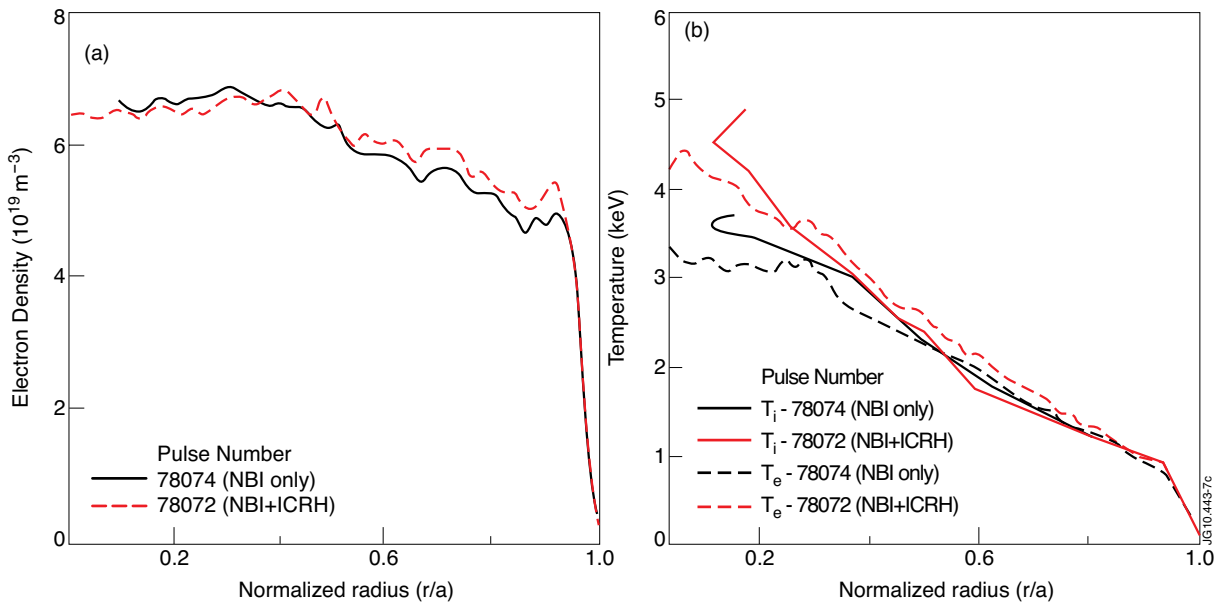 (a)
8
6
4
2
0
Electron Density (10¹⁹ m⁻³)
Pulse Number
78074 (NBI only)
78072 (NBI+ICRH)
0.2
0.6
1.0
Normalized radius (r/a)
(b)
6
5
4
3
2
1
0
Temperature (keV)
Pulse Number
Tᵢ - 78074 (NBI only)
Tᵢ - 78072 (NBI+ICRH)
Tₑ - 78074 (NBI only)
Tₑ - 78072 (NBI+ICRH)
0.2
0.6
1.0
Normalized radius (r/a)
JG10.443-7c